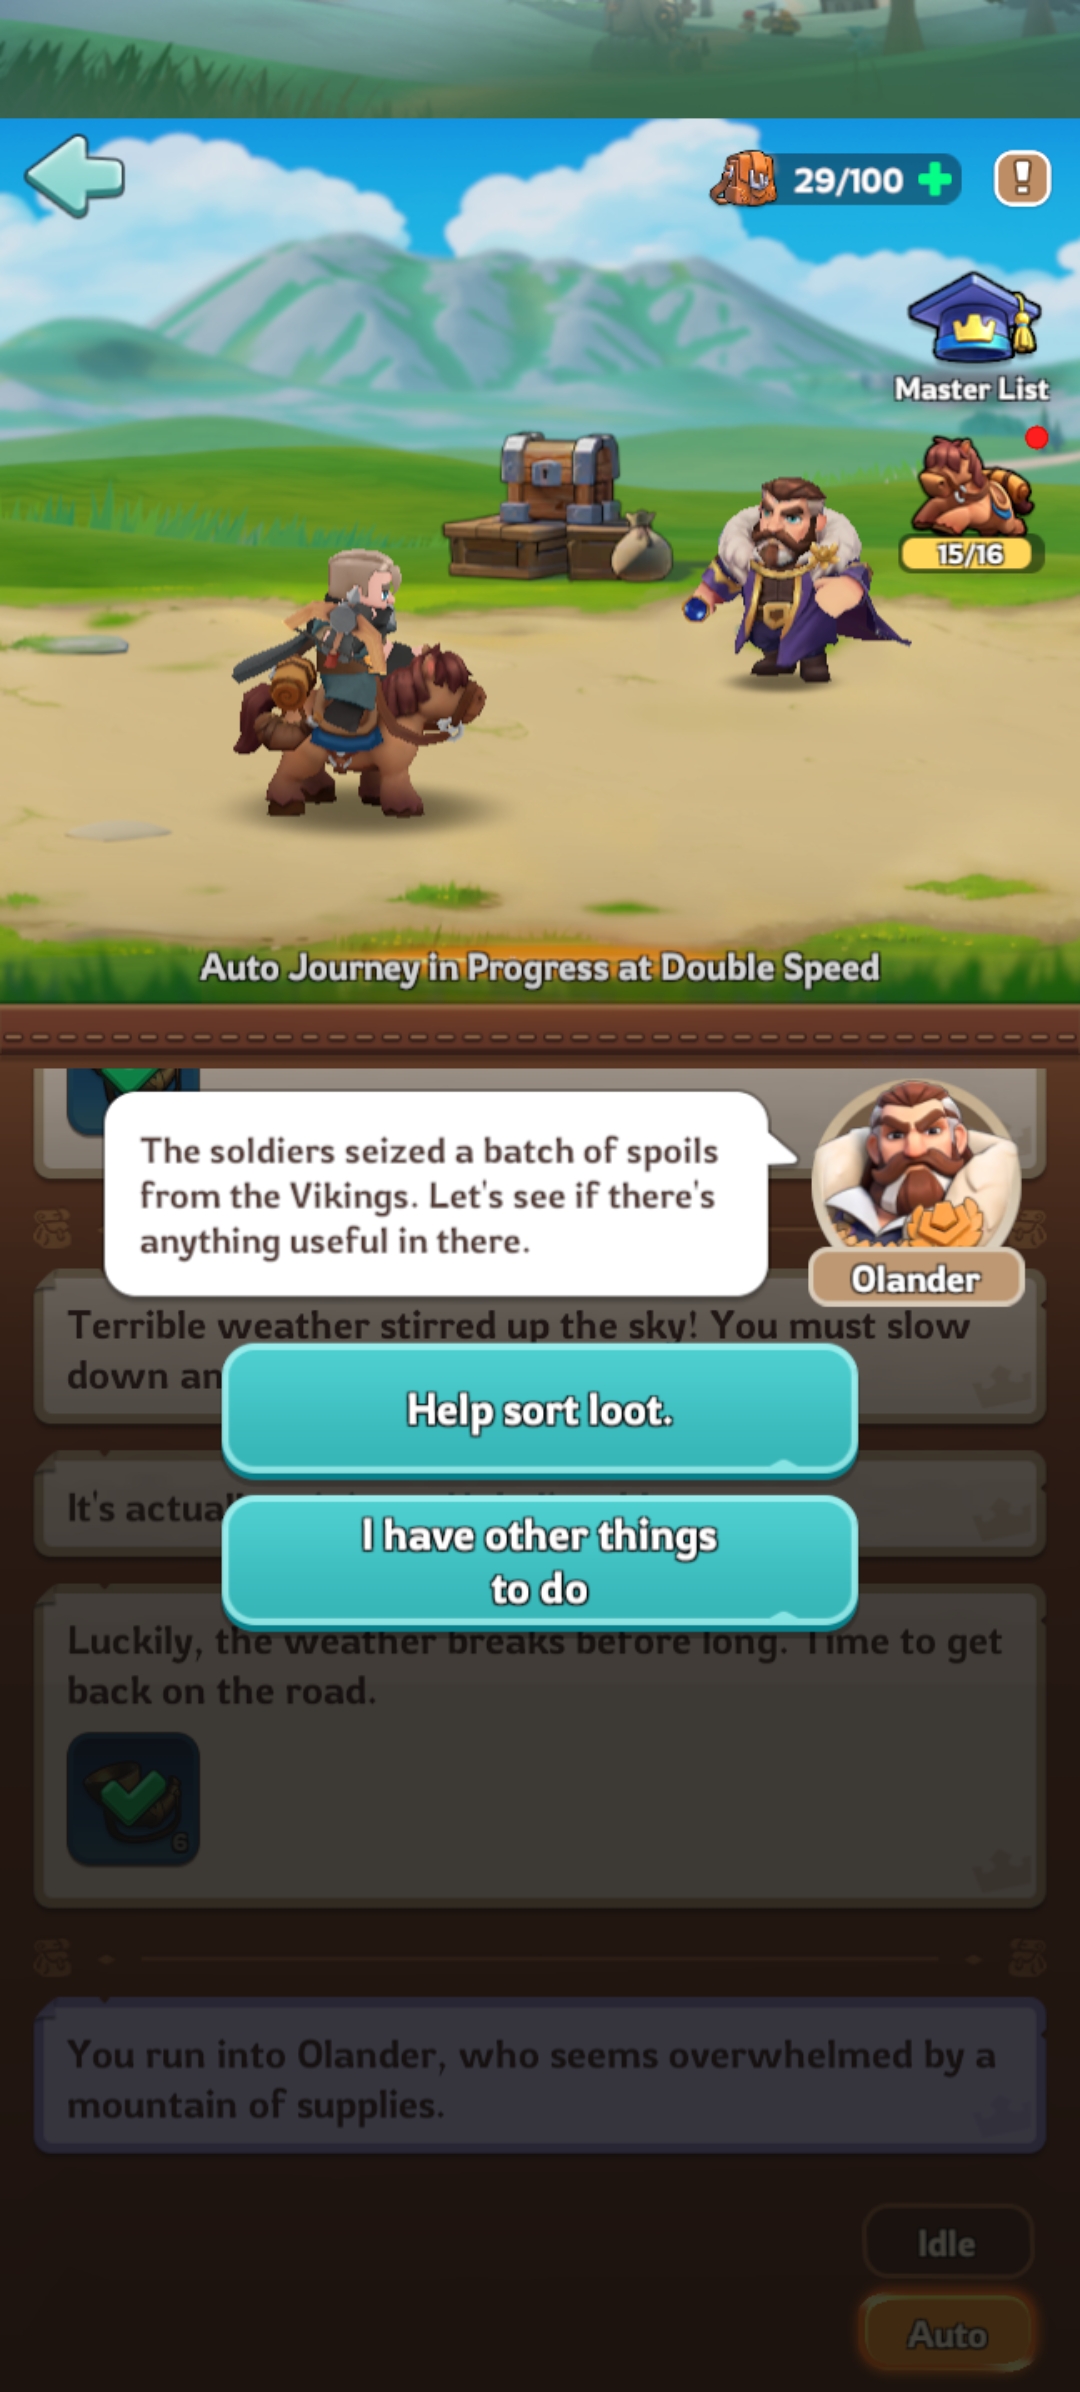 29/100
Master List
15/16
Auto Journey in Progress at Double Speed
The soldiers seized a batch of spoils
from the Vikings. Let's see if there's
anything useful in there.
Olander
Terrible weather stirred up the sky! You must slow
down an
Help sort loot.
It's actual
I have other things
to do
Luckily, the weather breaks before long. Time to get
back on the road.
6
You run into Olander, who seems overwhelmed by a
mountain of supplies.
Idle
Auto